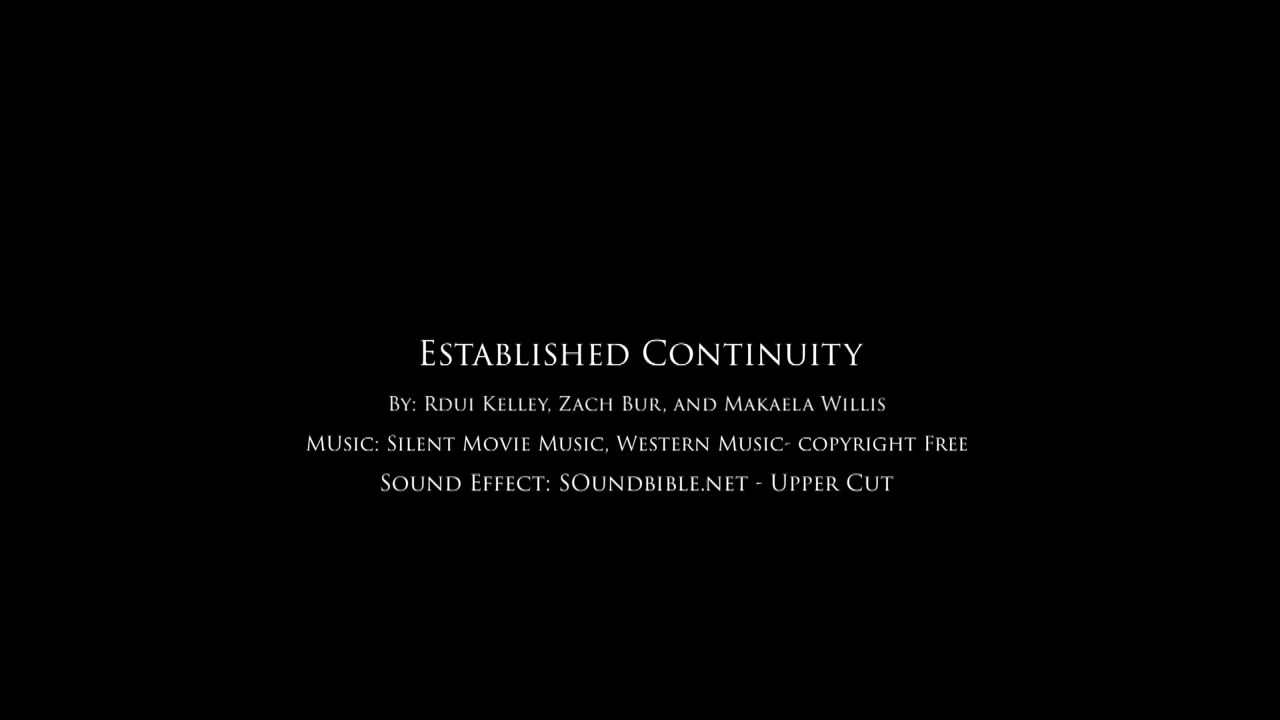 Established Continuity
By: Rdui Kelley, Zach Bur, and Makaela Willis
MUsic: Silent Movie Music, Western Music- copyright Free
Sound Effect: SOundbible.net - Upper Cut